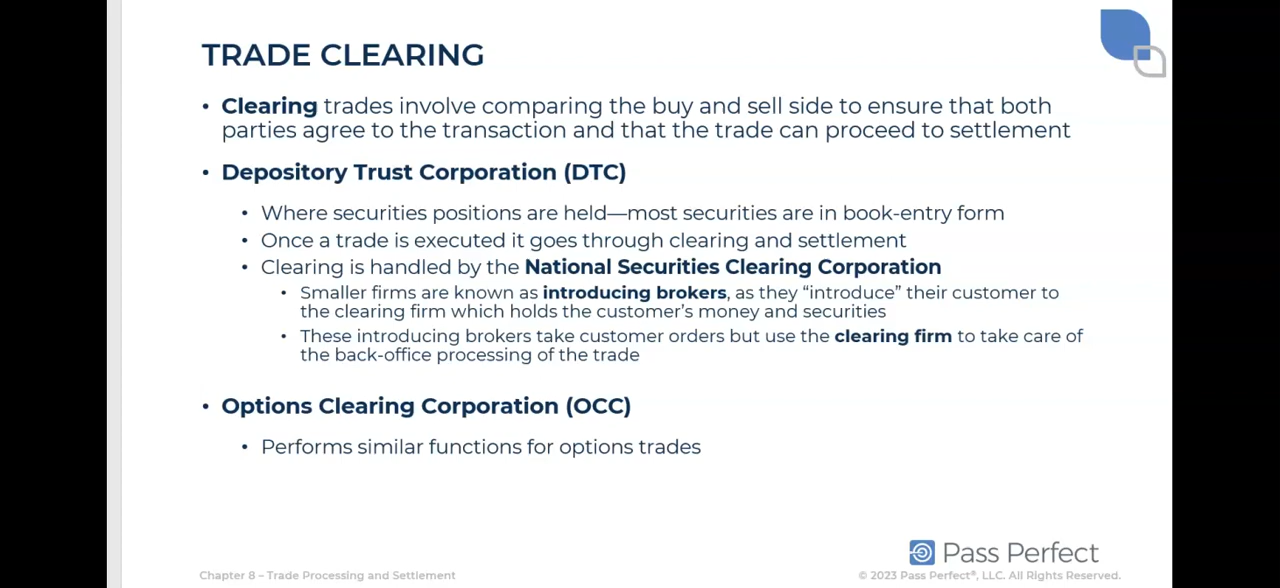 TRADE CLEARING
• Clearing trades involve comparing the buy and sell side to ensure that both
parties agree to the transaction and that the trade can proceed to settlement
• Depository Trust Corporation (DTC)
• Where securities positions are held—most securities are in book-entry form
• Once a trade is executed it goes through clearing and settlement
• Clearing is handled by the National Securities Clearing Corporation
• Smaller firms are known as introducing brokers, as they “introduce” their customer to
the clearing firm which holds the customer’s money and securities
• These introducing brokers take customer orders but use the clearing firm to take care of
the back-office processing of the trade
• Options Clearing Corporation (OCC)
• Performs similar functions for options trades
Pass Perfect
Chapter 8 – Trade Processing and Settlement
© 2023 Pass Perfect®, LLC. All Rights Reserved.